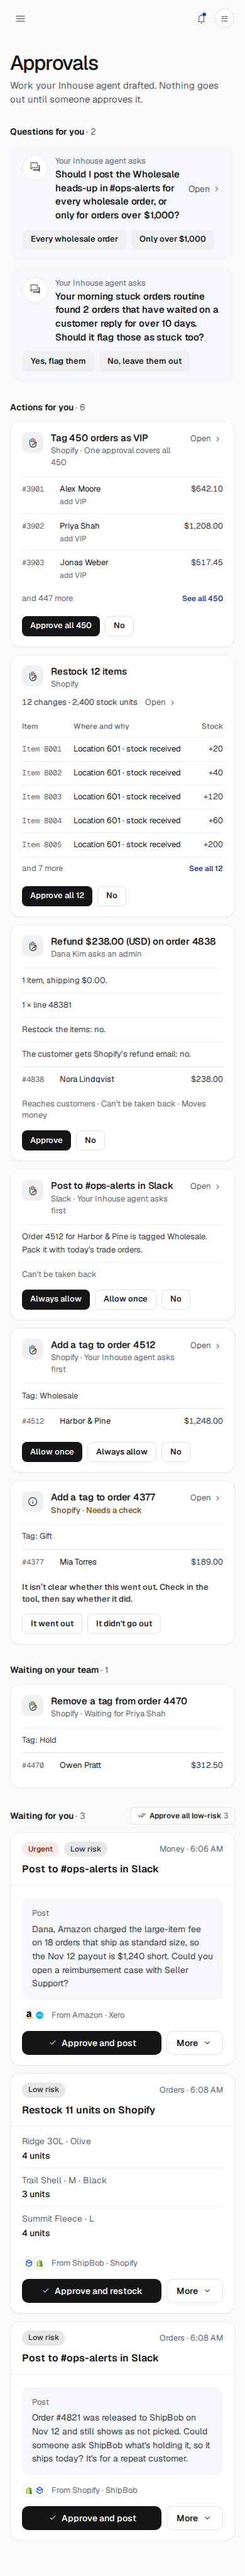 Approvals
Work your Inhouse agent drafted. Nothing goes
out until someone approves it.
Questions for you · 2
Your Inhouse agent asks
Should I post the Wholesale
heads-up in #ops-alerts for
every wholesale order, or
only for orders over $1,000?
Open
Every wholesale order
Only over $1,000
Your Inhouse agent asks
Your morning stuck orders routine
found 2 orders that have waited on a
customer reply for over 10 days.
Should it flag those as stuck too?
Yes, flag them
No, leave them out
Actions for you · 6
Tag 450 orders as VIP
Open
Shopify · One approval covers all
450
#3901 Alex Moore $642.10
add VIP
#3902 Priya Shah $1,208.00
add VIP
#3903 Jonas Weber $517.45
add VIP
and 447 more See all 450
Approve all 450
No
Restock 12 items
Shopify
12 changes · 2,400 stock units Open
Item Where and why Stock
Item 8001 Location 601 · stock received +20
Item 8002 Location 601 · stock received +40
Item 8003 Location 601 · stock received +120
Item 8004 Location 601 · stock received +60
Item 8005 Location 601 · stock received +200
and 7 more See all 12
Approve all 12
No
Refund $238.00 (USD) on order 4838
Dana Kim asks an admin
1 item, shipping $0.00.
1 × line 48381
Restock the items: no.
The customer gets Shopify's refund email: no.
#4838 Nora Lindqvist $238.00
Reaches customers · Can't be taken back · Moves
money
Approve
No
Post to #ops-alerts in Slack
Open
Slack · Your Inhouse agent asks
first
Order 4512 for Harbor & Pine is tagged Wholesale.
Pack it with today's trade orders.
Can't be taken back
Always allow
Allow once
No
Add a tag to order 4512
Open
Shopify · Your Inhouse agent asks
first
Tag: Wholesale
#4512 Harbor & Pine $1,248.00
Allow once
Always allow
No
Add a tag to order 4377
Open
Shopify · Needs a check
Tag: Gift
#4377 Mia Torres $189.00
It isn't clear whether this went out. Check in the
tool, then say whether it did.
It went out
It didn't go out
Waiting on your team · 1
Remove a tag from order 4470
Shopify · Waiting for Priya Shah
Tag: Hold
#4470 Owen Pratt $312.50
Waiting for you · 3
Approve all low-risk 3
Urgent
Low risk
Money · 6:06 AM
Post to #ops-alerts in Slack
Post
Dana, Amazon charged the large-item fee
on 18 orders that ship as standard size, so
the Nov 12 payout is $1,240 short. Could you
open a reimbursement case with Seller
Support?
From Amazon · Xero
Approve and post
More
Low risk
Orders · 6:08 AM
Restock 11 units on Shopify
Ridge 30L · Olive
4 units
Trail Shell · M · Black
3 units
Summit Fleece · L
4 units
From ShipBob · Shopify
Approve and restock
More
Low risk
Orders · 6:08 AM
Post to #ops-alerts in Slack
Post
Order #4821 was released to ShipBob on
Nov 12 and still shows as not picked. Could
someone ask ShipBob what's holding it, so it
ships today? It's for a repeat customer.
From Shopify · ShipBob
Approve and post
More